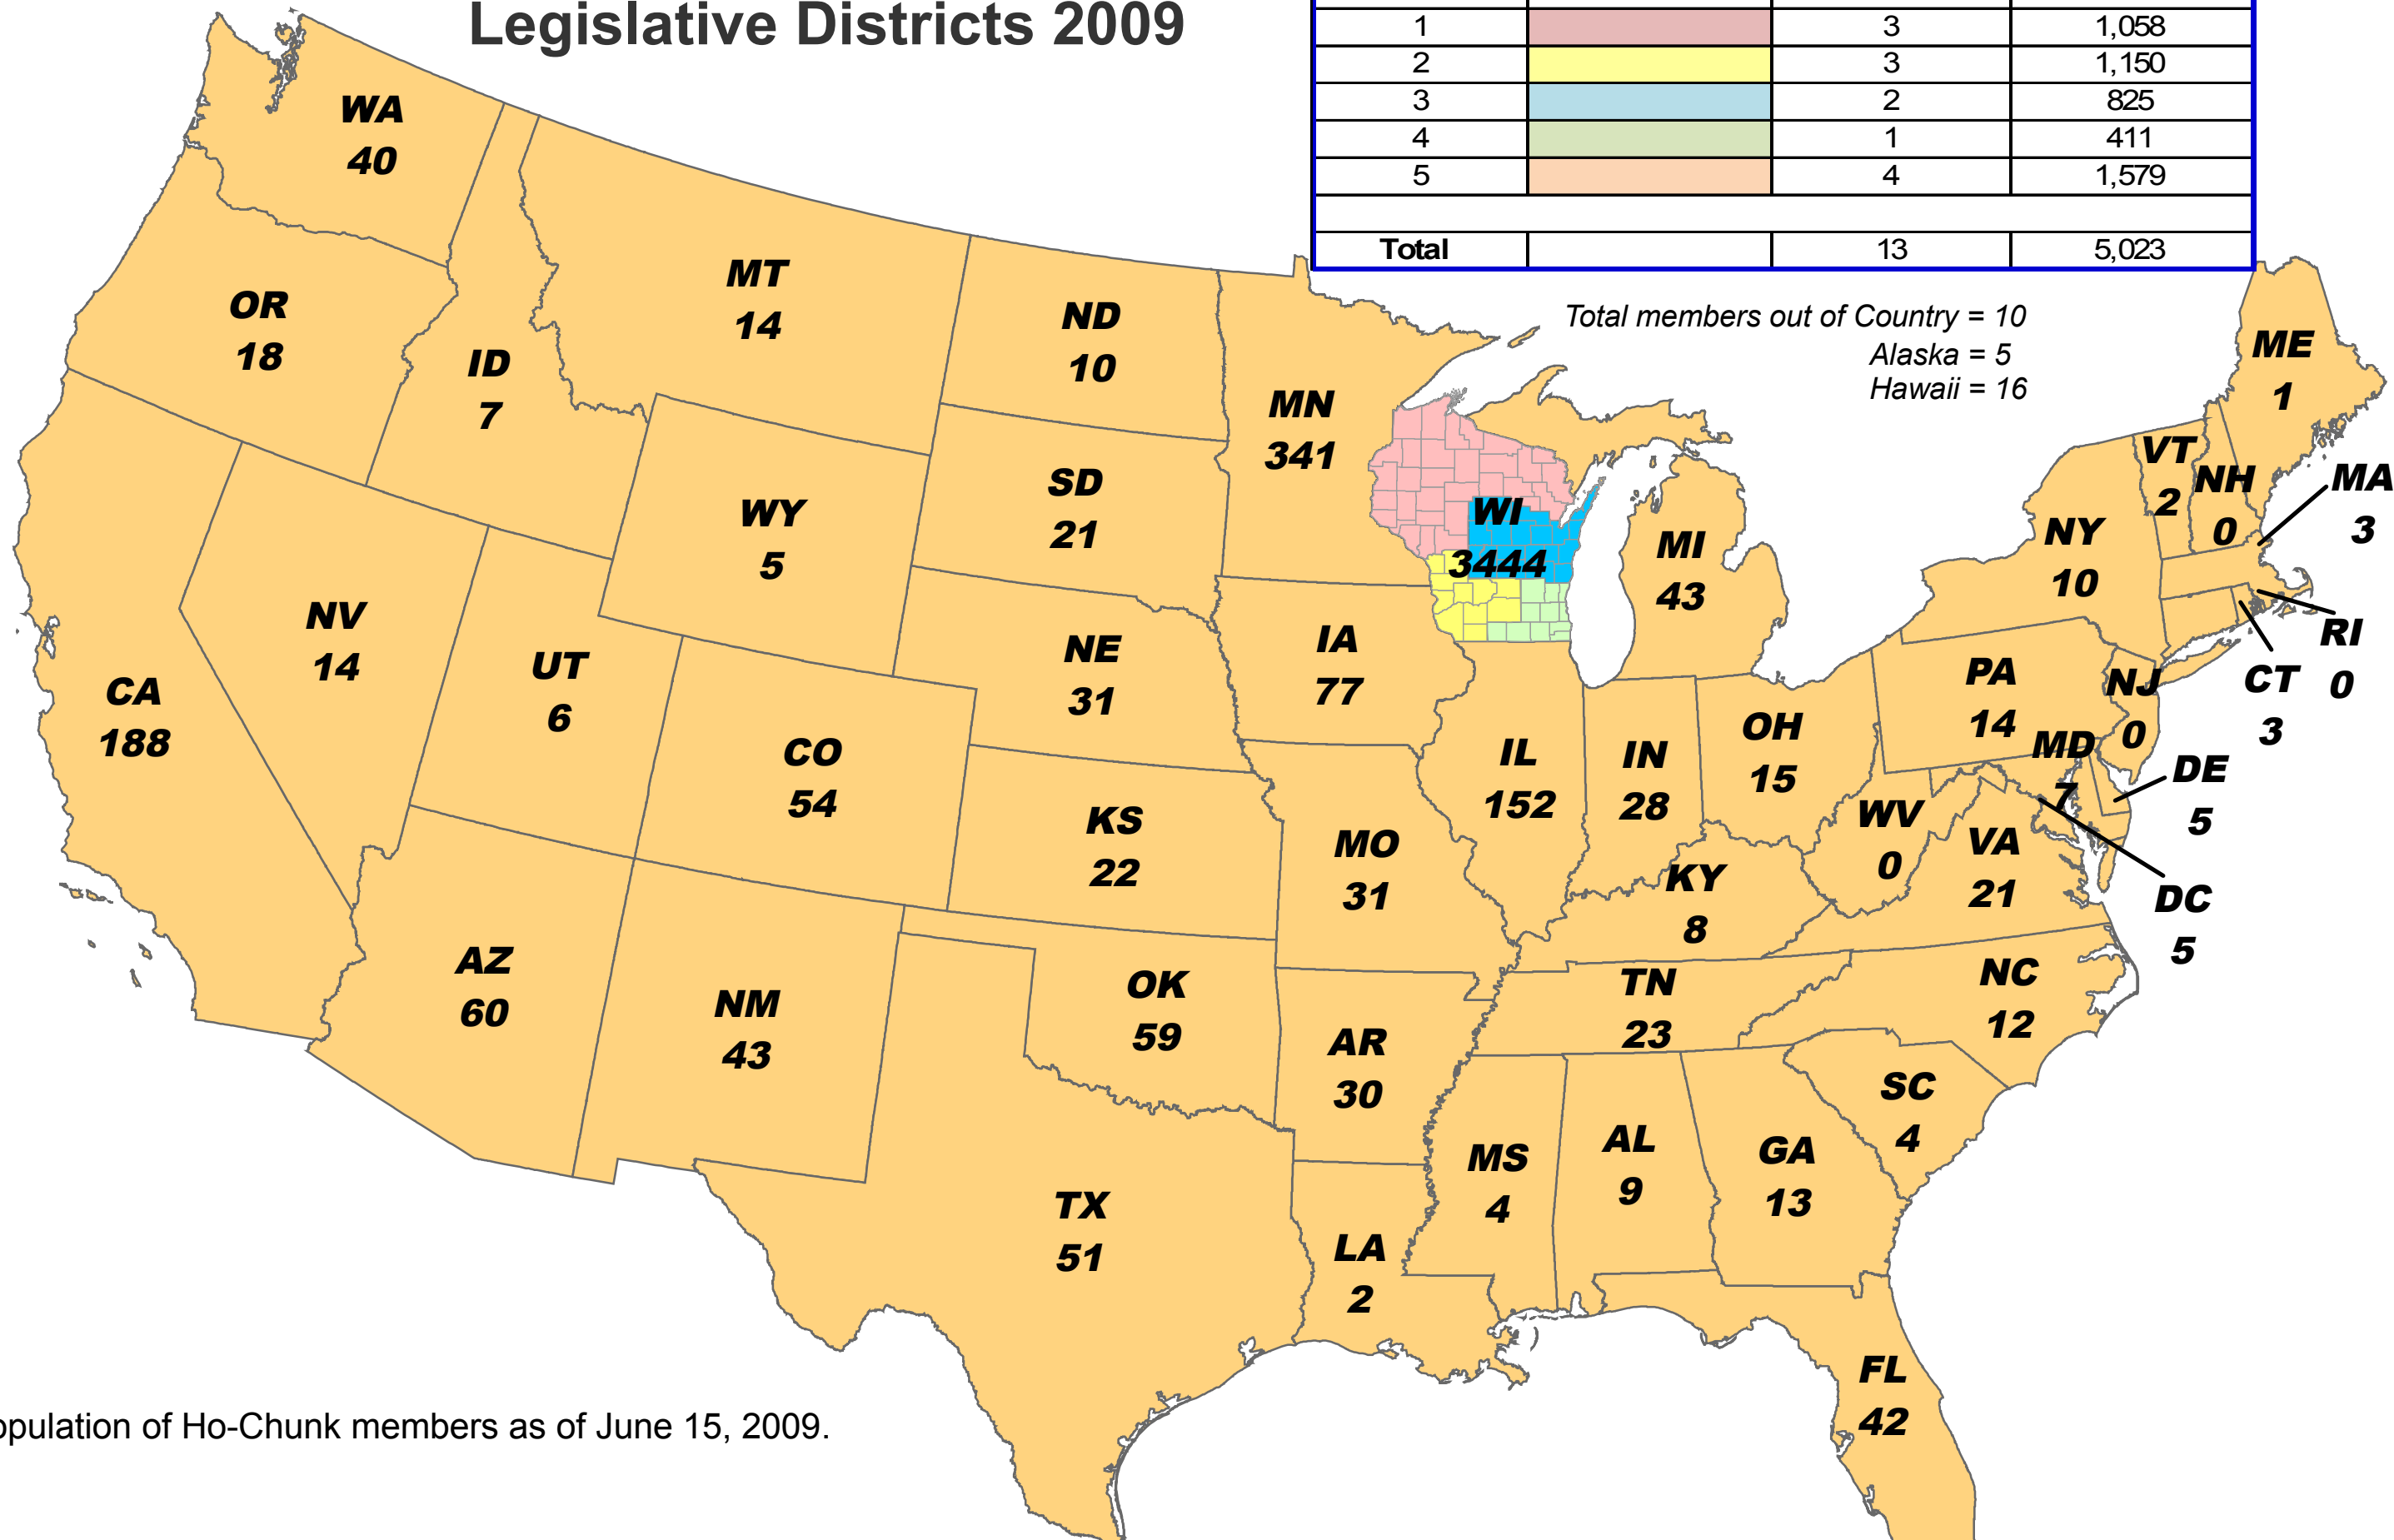 Legislative Districts 2009
1 3 1,058
2 3 1,150
3 2 825
4 1 411
5 4 1,579
Total 13 5,023
Total members out of Country = 10
Alaska = 5
Hawaii = 16
WA
40
OR
18
ID
7
MT
14
ND
10
MN
341
WI
3444
MI
43
ME
1
VT
2
NH
0
MA
3
NY
10
RI
0
CT
3
SD
21
WY
5
NV
14
UT
6
CA
188
CO
54
NE
31
IA
77
IL
152
IN
28
OH
15
PA
14
NJ
0
MD
7
DE
5
DC
5
WV
0
VA
21
KY
8
KS
22
MO
31
AZ
60
NM
43
OK
59
AR
30
TN
23
NC
12
SC
4
MS
4
AL
9
GA
13
TX
51
LA
2
FL
42
of Ho-Chunk members as of June 15, 2009.